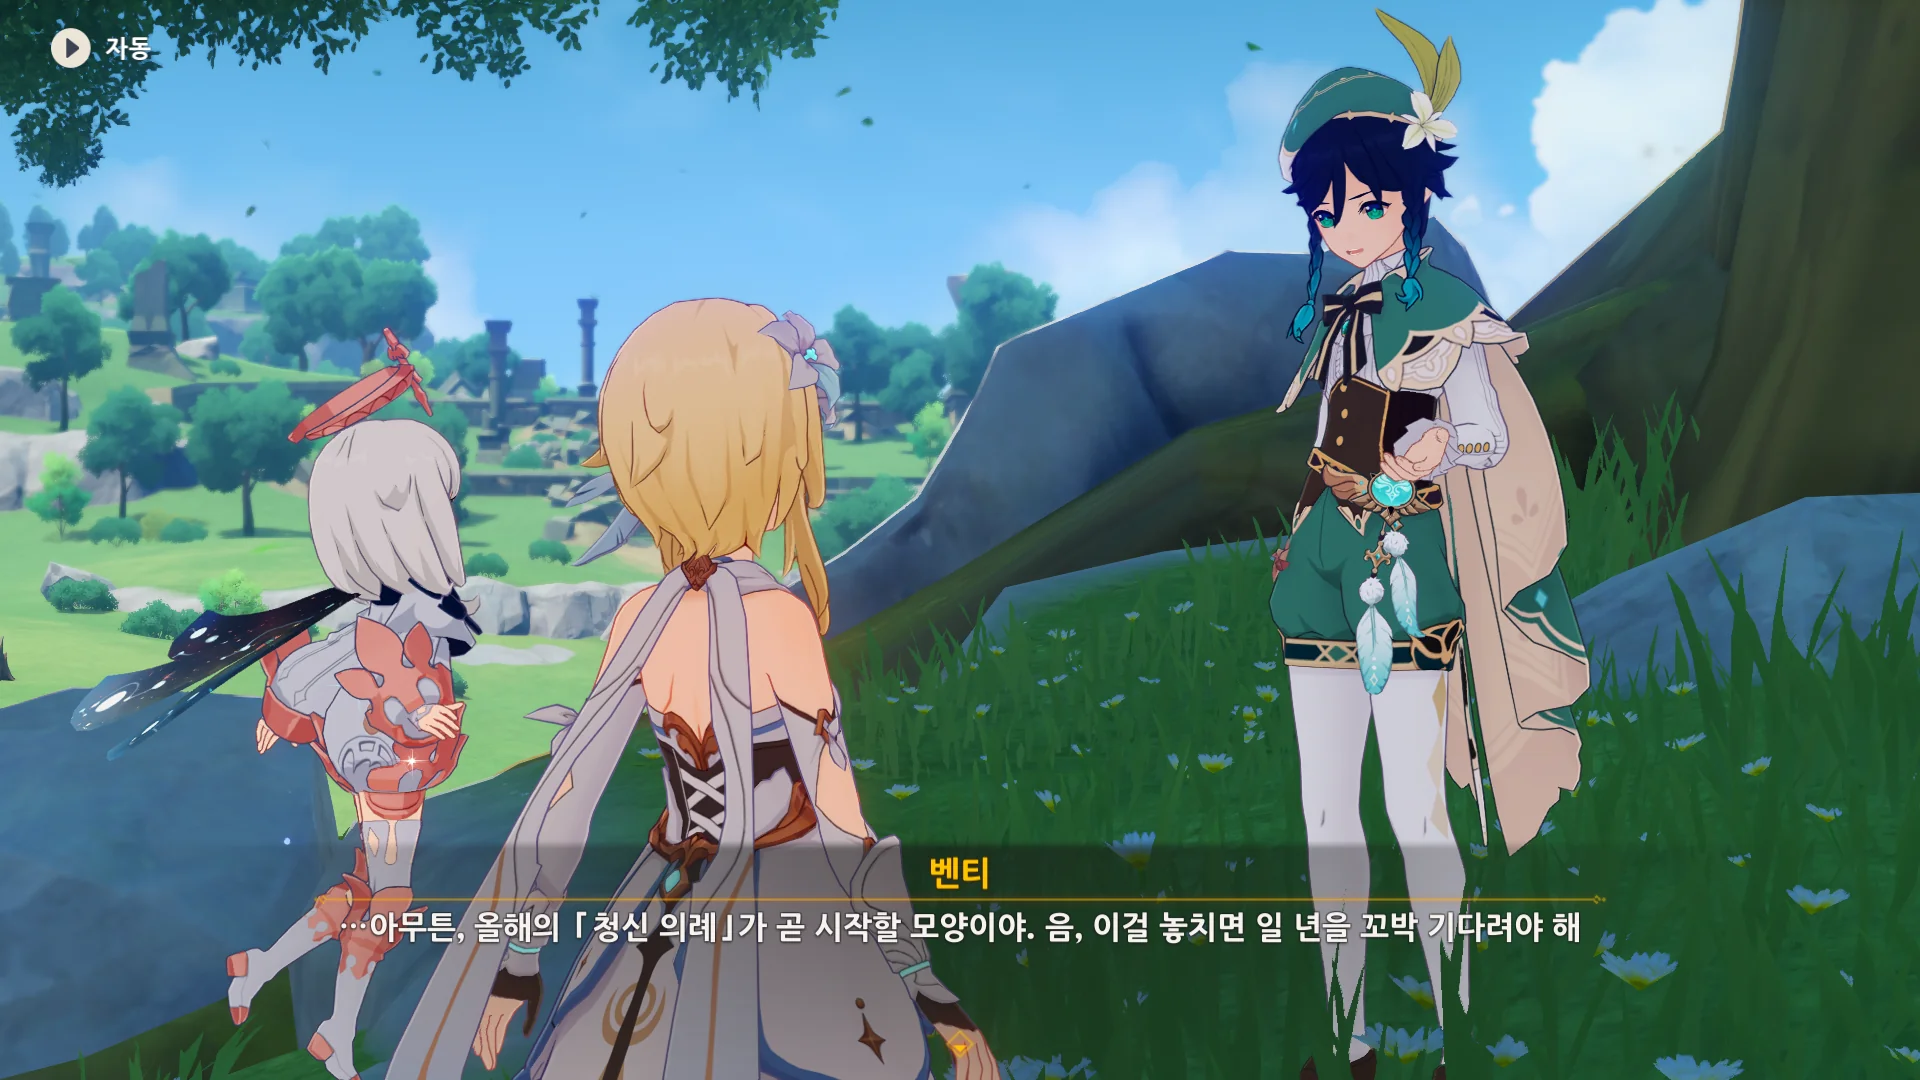 자동
벤티
…아무튼, 올해의 「청신 의례」가 곧 시작할 모양이야. 음, 이걸 놓치면 일 년을 꼬박 기다려야 해